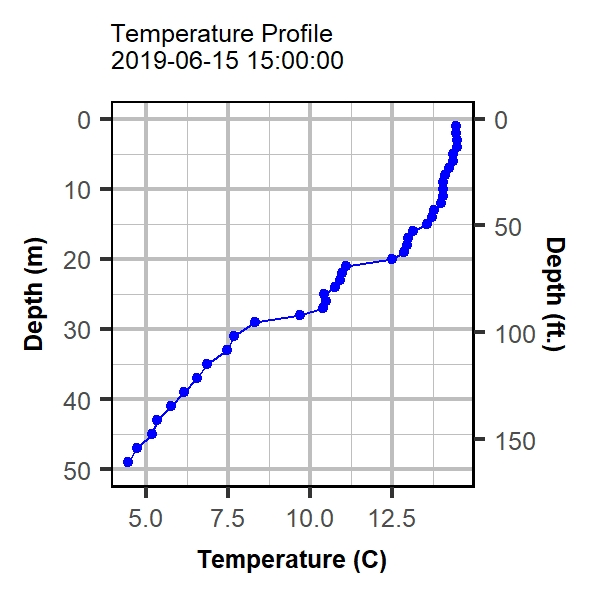 Temperature Profile
2019-06-15 15:00:00
0
10
20
30
40
50
Depth (m)
0
50
100
150
Depth (ft.)
5.0 7.5 10.0 12.5
Temperature (C)